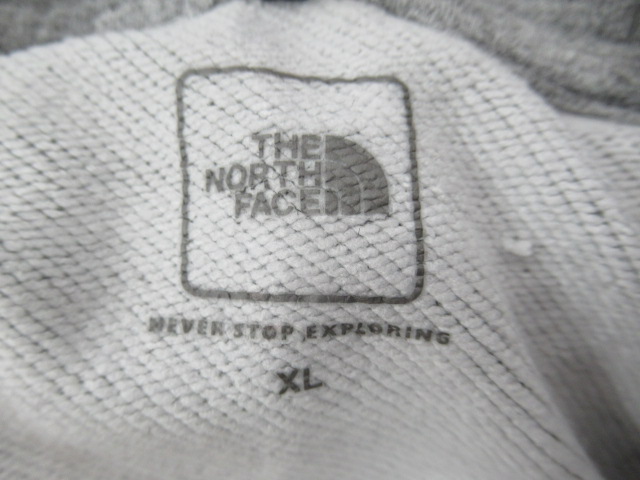 THE
NORTH
FACE
NEVER STOP EXPLORING
XL